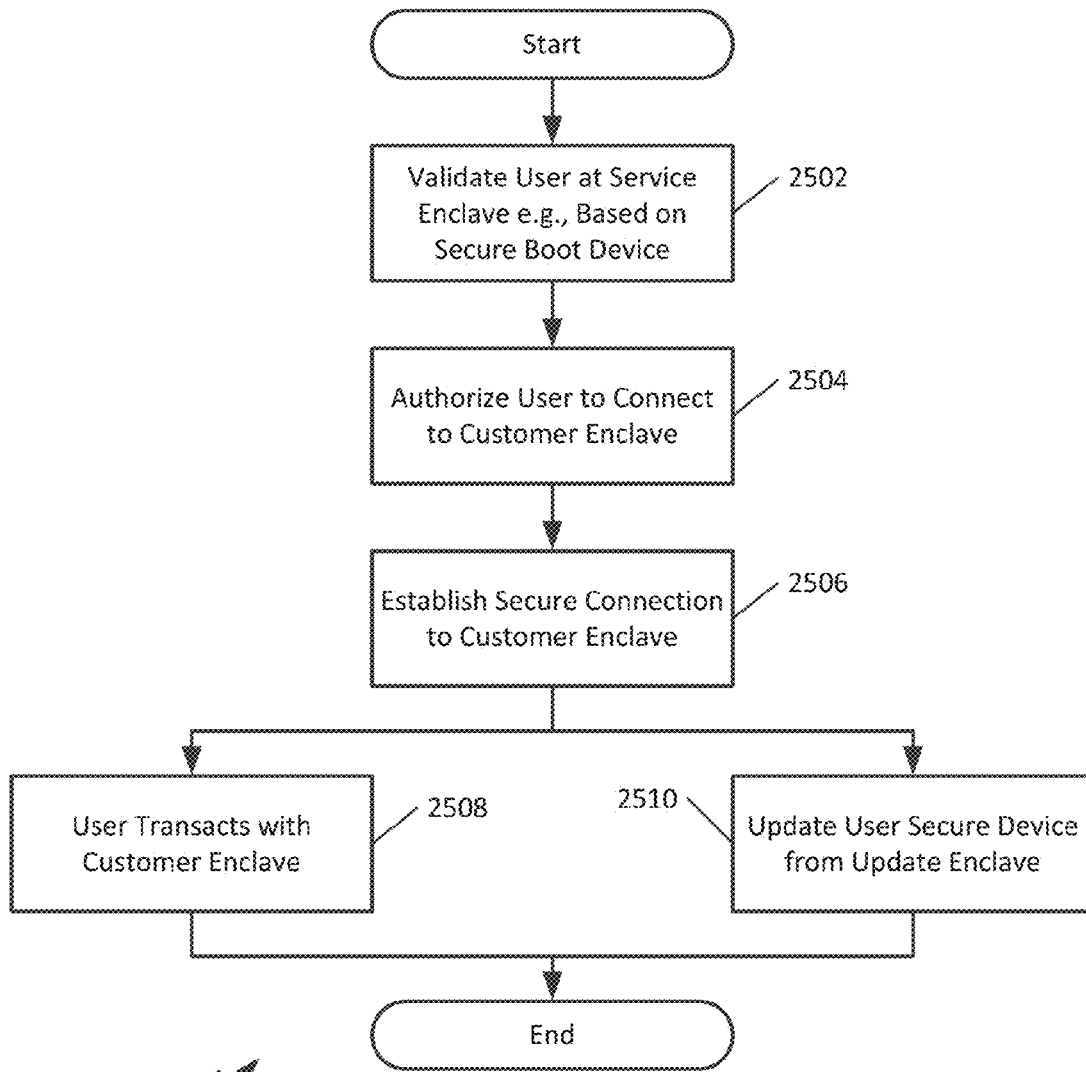 Start
Validate User at Service
Enclave e.g., Based on
Secure Boot Device
2502
Authorize User to Connect
to Customer Enclave
2504
Establish Secure Connection
to Customer Enclave
2506
User Transacts with
Customer Enclave
2508
2510
Update User Secure Device
from Update Enclave
End